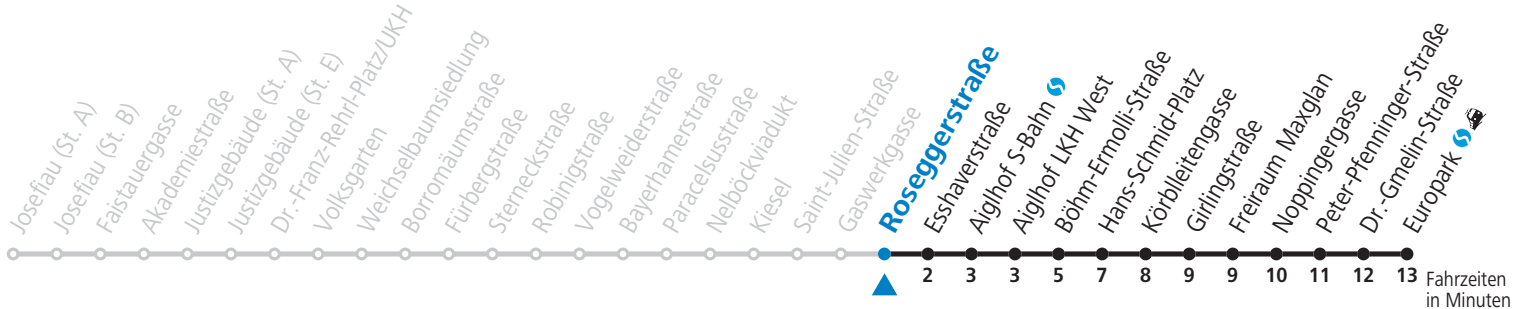 Josefiau (St. A)
Josefiau (St. B)
Faistauergasse
Akademiestraße
Justizgebäude (St. A)
Justizgebäude (St. E)
Dr.-Franz-Rehrl-Platz/UKH
Volksgarten
Weichselbaumsiedlung
Borromäumstraße
Fürbergstraße
Sterneckstraße
Robinigstraße
Vogelweiderstraße
Bayerhamerstraße
Paracelsusstraße
Nelböckviadukt
Kiesel
Saint-Julien-Straße
Gaswerkgasse
Roseggerstraße
Esshaverstraße
Aiglhof S-Bahn
Aiglhof LKH West
Böhm-Ermolli-Straße
Hans-Schmid-Platz
Körblleitengasse
Girlingstraße
Freiraum Maxglan
Noppingergasse
Peter-Pfenninger-Straße
Dr.-Gmelin-Straße
Europark
2 3 3 5 7 8 9 9 10 11 12 13 Fahrzeiten
in Minuten